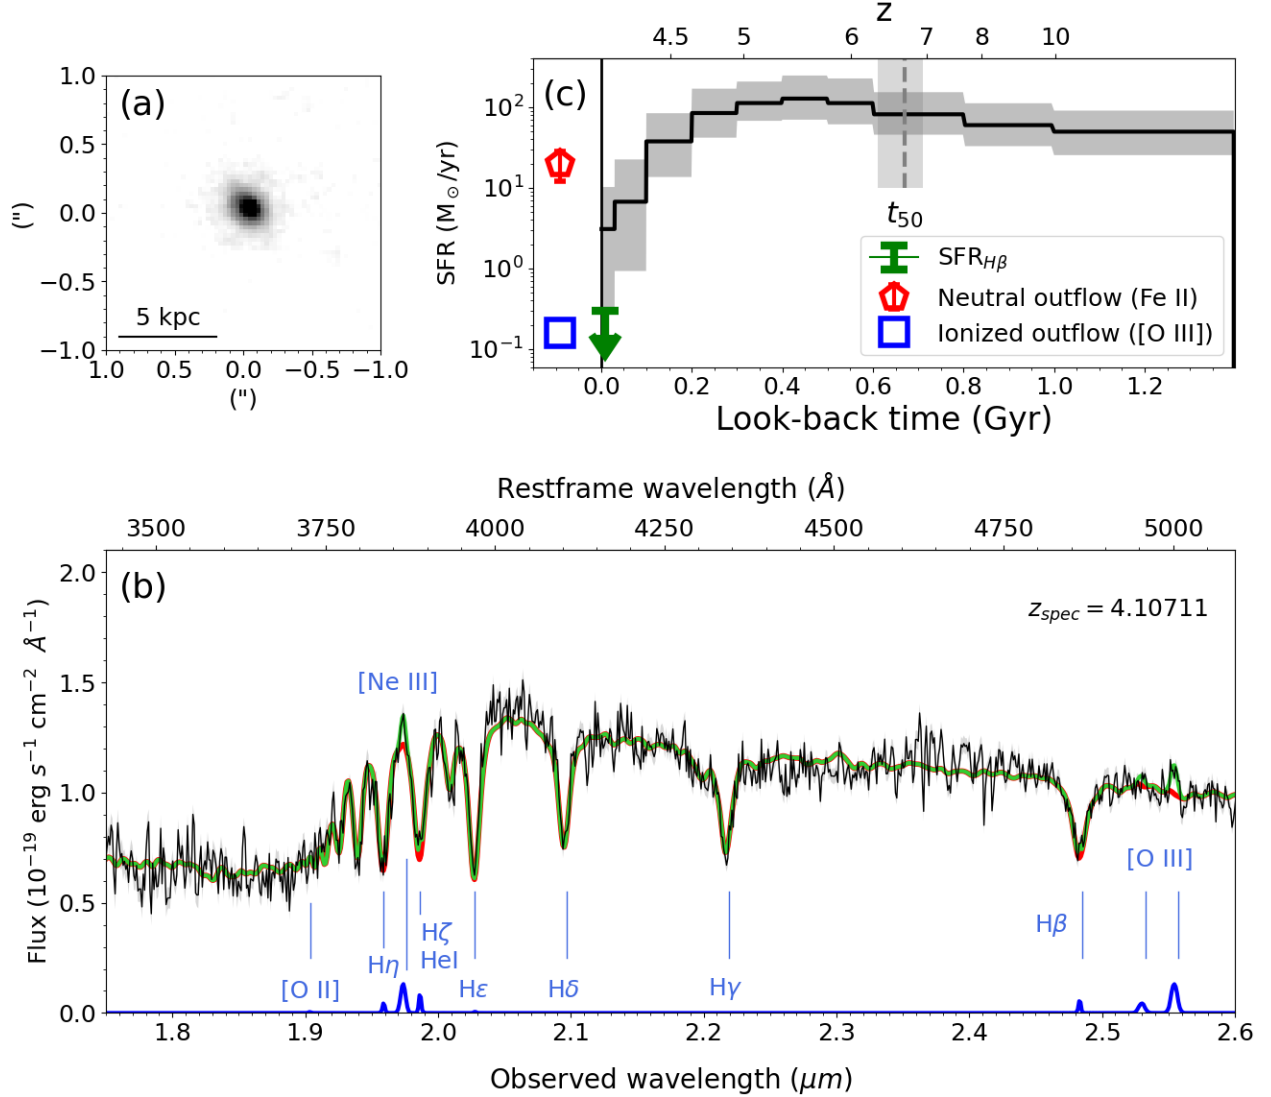 (a)
1.0
0.5
0.0
−0.5
−1.0
(")
5 kpc
1.0 0.5 0.0 −0.5 −1.0
(")
z
4.5 5 6 7 8 10
(c)
SFR (M⊙/yr)
10²
10¹
10⁰
10⁻¹
t₅₀
SFR_Hβ
Neutral outflow (Fe II)
Ionized outflow ([O III])
0.0 0.2 0.4 0.6 0.8 1.0 1.2
Look-back time (Gyr)
Restframe wavelength (Å)
3500 3750 4000 4250 4500 4750 5000
(b)
z_spec = 4.10711
Flux (10⁻¹⁹ erg s⁻¹ cm⁻² Å⁻¹)
2.0
1.5
1.0
0.5
0.0
[Ne III]
[O III]
Hβ
Hζ
HeI
Hη
[O II]
Hε
Hδ
Hγ
1.8 1.9 2.0 2.1 2.2 2.3 2.4 2.5 2.6
Observed wavelength (μm)